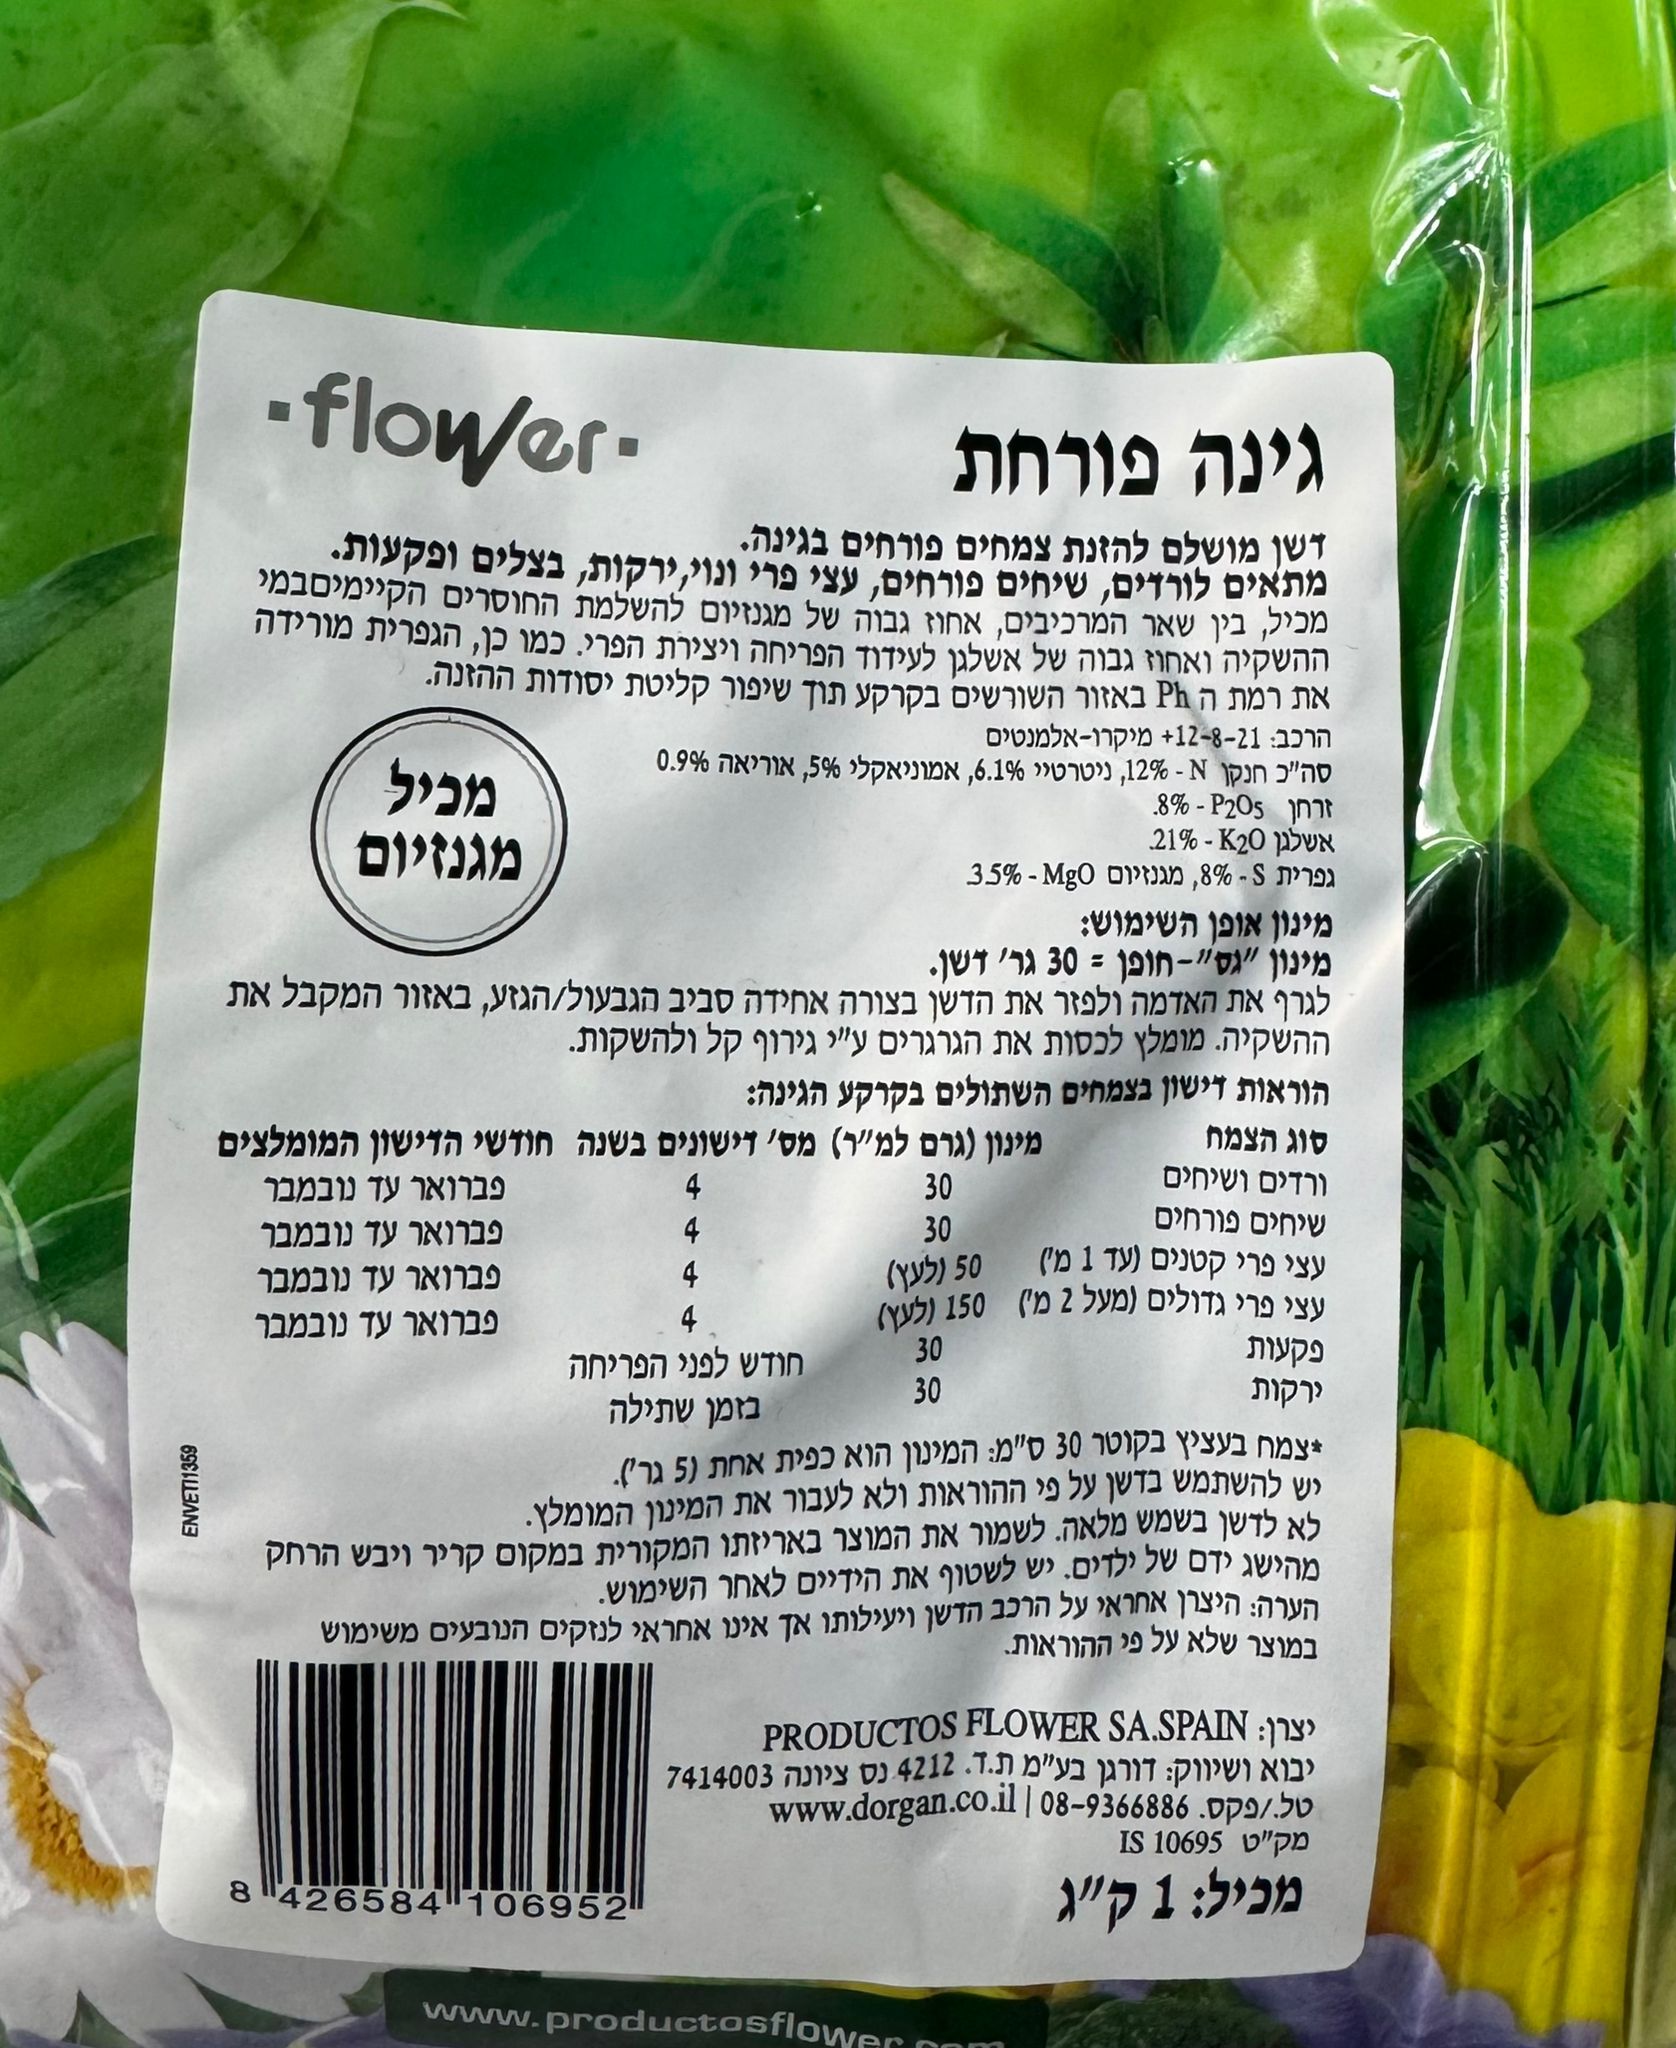 ·flower·
גינה פורחת
דשן מושלם להזנת צמחים פורחים בגינה.
מתאים לורדים, שיחים פורחים, עצי פרי ונוי,ירקות, בצלים ופקעות.
מכיל, בין שאר המרכיבים, אחוז גבוה של מגנזיום להשלמת החוסרים הקיימיםבמי
ההשקיה ואחוז גבוה של אשלגן לעידוד הפריחה ויצירת הפרי. כמו כן, הגפרית מורידה
את רמת ה Ph באזור השורשים בקרקע תוך שיפור קליטת יסודות ההזנה.
הרכב: 12-8-21+ מיקרו-אלמנטים
סה"כ חנקן N - 12%, ניטרטיי 6.1%, אמוניאקלי 5%, אוריאה 0.9%
זרחן P2O5 - 8%.
אשלגן K2O - 21%.
גפרית S - 8%, מגנזיום MgO - 3.5%.
מכיל
מגנזיום
מינון אופן השימוש:
מינון "גס"-חופן = 30 גר' דשן.
לגרף את האדמה ולפזר את הדשן בצורה אחידה סביב הגבעול/הגזע, באזור המקבל את
ההשקיה. מומלץ לכסות את הגרגרים ע"י גירוף קל ולהשקות.
הוראות דישון בצמחים השתולים בקרקע הגינה:
סוג הצמח מינון (גרם למ"ר) מס' דישונים בשנה חודשי הדישון המומלצים
ורדים ושיחים 30 4 פברואר עד נובמבר
שיחים פורחים 30 4 פברואר עד נובמבר
עצי פרי קטנים (עד 1 מ') 50 (לעץ) 4 פברואר עד נובמבר
עצי פרי גדולים (מעל 2 מ') 150 (לעץ) 4 פברואר עד נובמבר
פקעות 30 חודש לפני הפריחה
ירקות 30 בזמן שתילה
*צמח בעציץ בקוטר 30 ס"מ: המינון הוא כפית אחת (5 גר').
יש להשתמש בדשן על פי ההוראות ולא לעבור את המינון המומלץ.
לא לדשן בשמש מלאה. לשמור את המוצר באריזתו המקורית במקום קריר ויבש הרחק
מהישג ידם של ילדים. יש לשטוף את הידיים לאחר השימוש.
הערה: היצרן אחראי על הרכב הדשן ויעילותו אך אינו אחראי לנזקים הנובעים משימוש
במוצר שלא על פי ההוראות.
ENVETI1359
יצרן: PRODUCTOS FLOWER SA.SPAIN
יבוא ושיווק: דורגן בע"מ ת.ד. 4212 נס ציונה 7414003
טל./פקס. 08-9366886 | www.dorgan.co.il
מק"ט IS 10695
מכיל: 1 ק"ג
8 426584 106952
www.productosflower.com